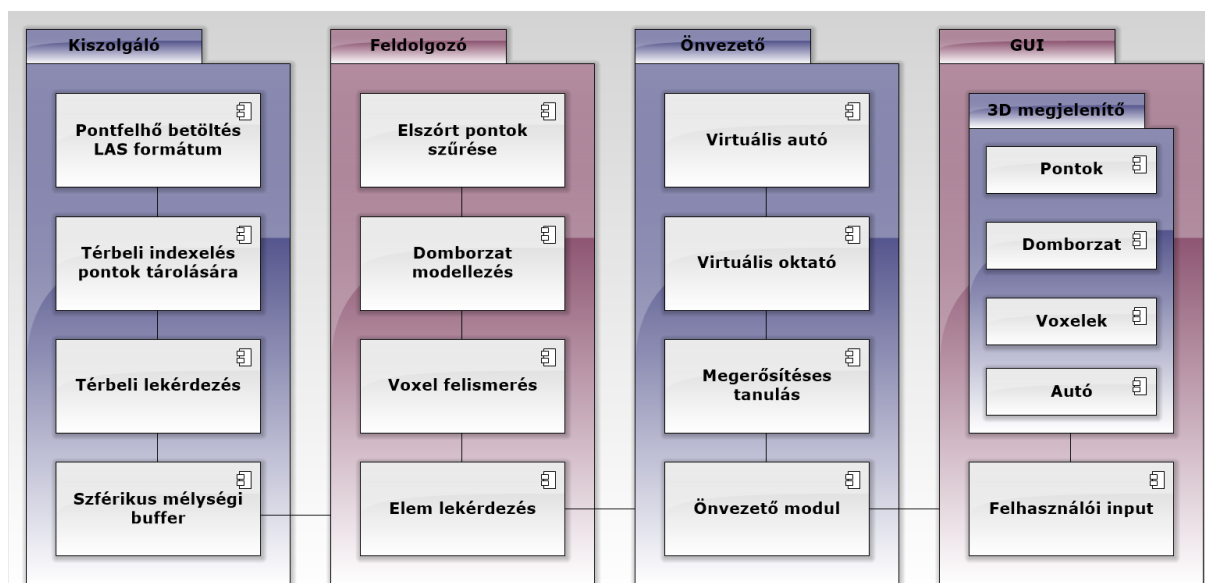 Kiszolgáló
Pontfelhő betöltés
LAS formátum
Térbeli indexelés
pontok tárolására
Térbeli lekérdezés
Szférikus mélységi
buffer
Feldolgozó
Elszórt pontok
szűrése
Domborzat
modellezés
Voxel felismerés
Elem lekérdezés
Önvezető
Virtuális autó
Virtuális oktató
Megerősítéses
tanulás
Önvezető modul
GUI
3D megjelenítő
Pontok
Domborzat
Voxelek
Autó
Felhasználói input